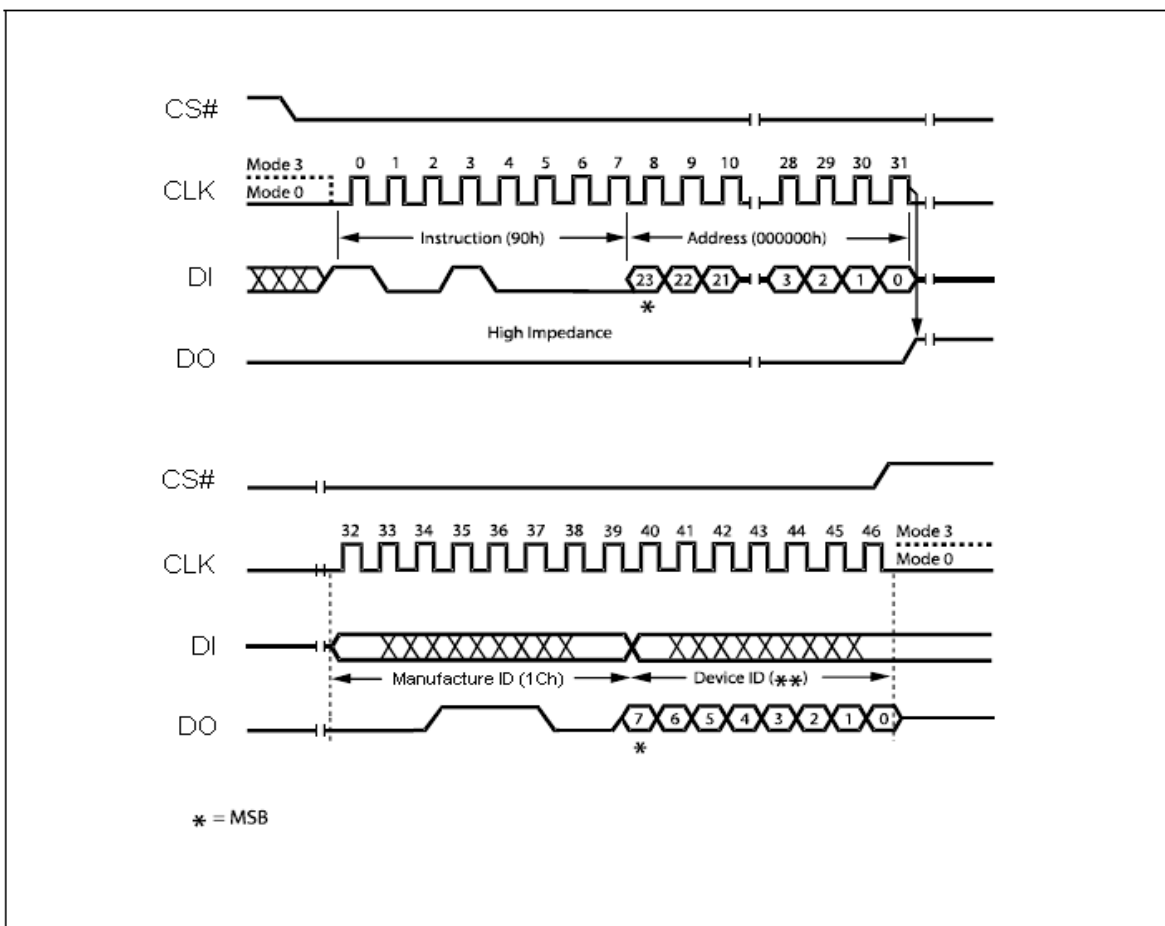 CS#
Mode 3
0 1 2 3 4 5 6 7 8 9 10 28 29 30 31
CLK
Mode 0
Instruction (90h) Address (000000h)
DI
23 22 21 3 2 1 0
*
High Impedance
DO
CS#
32 33 34 35 36 37 38 39 40 41 42 43 44 45 46 Mode 3
CLK
Mode 0
DI
Manufacture ID (1Ch) Device ID (**)
DO
7 6 5 4 3 2 1 0
*
* = MSB